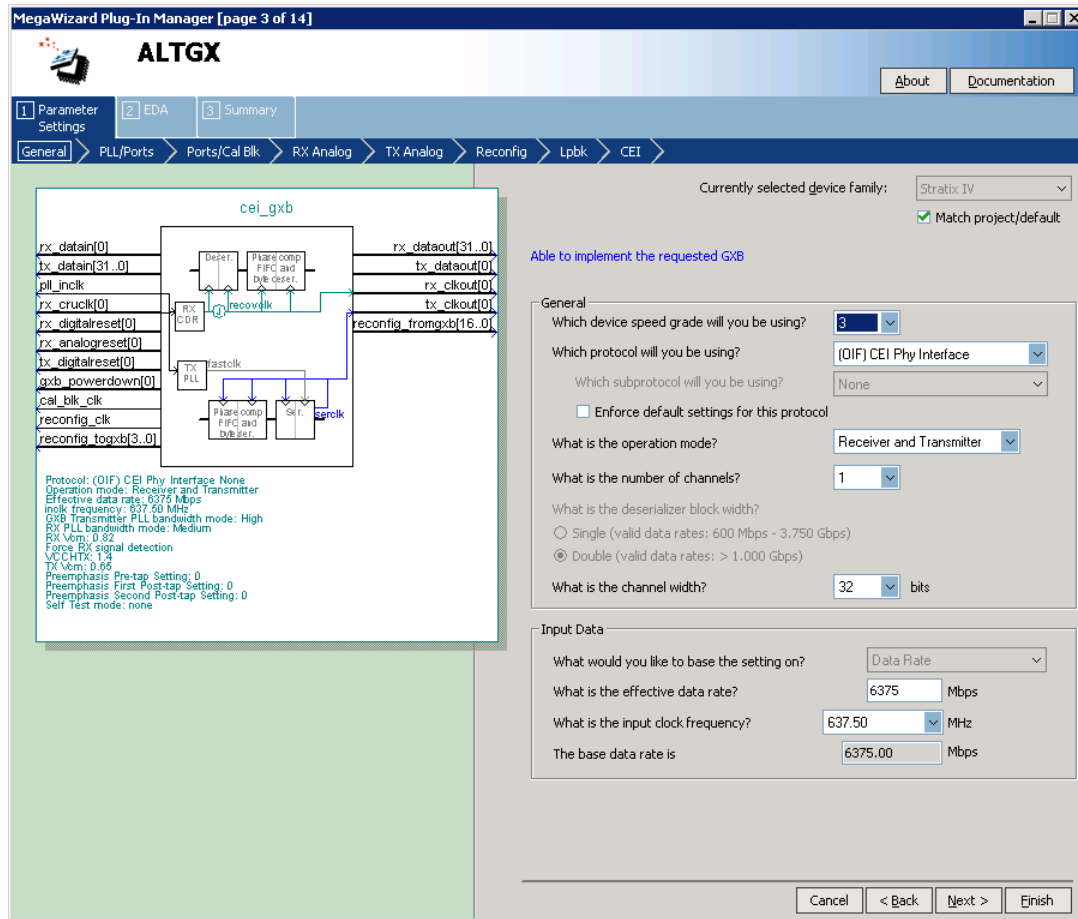 MegaWizard Plug-In Manager [page 3 of 14]
ALTGX
About Documentation
1 Parameter Settings
2 EDA
3 Summary
General PLL/Ports Ports/Cal Blk RX Analog TX Analog Reconfig Lpbk CEI
cei_gxb
rx_datain[0]
tx_datain[31..0]
pll_inclk
rx_cruclk[0]
rx_digitalreset[0]
rx_analogreset[0]
tx_digitalreset[0]
gxb_powerdown[0]
cal_blk_clk
reconfig_clk
reconfig_togxb[3..0]
Deser.
Phase comp
FIFO and
byte deser.
RX
CDR
recovclk
TX
PLL
fastclk
Phase comp
FIFO and
byte ser.
Ser.
serclk
rx_dataout[31..0]
tx_dataout[0]
rx_clkout[0]
tx_clkout[0]
reconfig_fromgxb[16..0]
Protocol: (OIF) CEI Phy Interface None
Operation mode: Receiver and Transmitter
Effective data rate: 6375 Mbps
inclk frequency: 637.50 MHz
GXB Transmitter PLL bandwidth mode: High
RX PLL bandwidth mode: Medium
RX Vcm: 0.82
Force RX signal detection
VCCHTX: 1.4
TX Vcm: 0.65
Preemphasis Pre-tap Setting: 0
Preemphasis First Post-tap Setting: 0
Preemphasis Second Post-tap Setting: 0
Self Test mode: none
Currently selected device family: Stratix IV
Match project/default
Able to implement the requested GXB
General
Which device speed grade will you be using? 3
Which protocol will you be using? (OIF) CEI Phy Interface
Which subprotocol will you be using? None
Enforce default settings for this protocol
What is the operation mode? Receiver and Transmitter
What is the number of channels? 1
What is the deserializer block width?
Single (valid data rates: 600 Mbps - 3.750 Gbps)
Double (valid data rates: > 1.000 Gbps)
What is the channel width? 32 bits
Input Data
What would you like to base the setting on? Data Rate
What is the effective data rate? 6375 Mbps
What is the input clock frequency? 637.50 MHz
The base data rate is 6375.00 Mbps
Cancel < Back Next > Finish